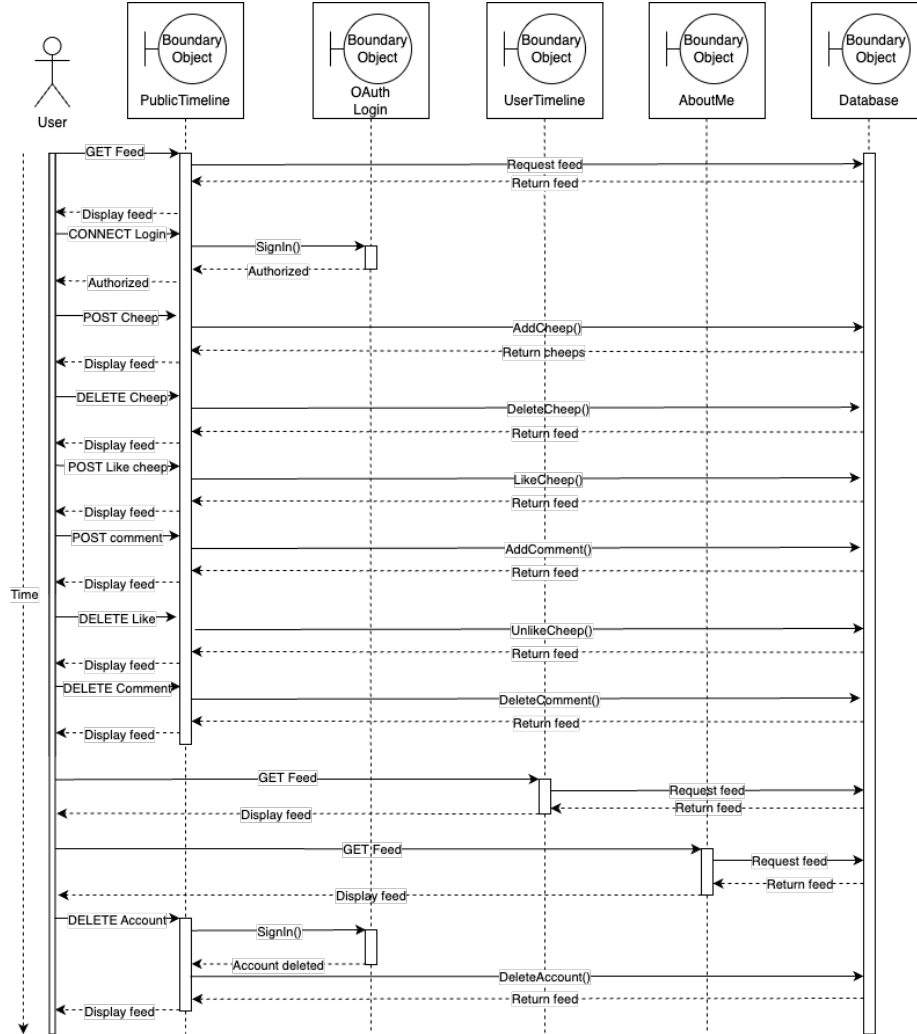 Boundary
Object
PublicTimeline
Boundary
Object
OAuth
Login
Boundary
Object
UserTimeline
Boundary
Object
AboutMe
Boundary
Object
Database
User
GET Feed
Request feed
Return feed
Display feed
CONNECT Login
SignIn()
Authorized
Authorized
POST Cheep
AddCheep()
Return cheeps
Display feed
DELETE Cheep
DeleteCheep()
Return feed
Display feed
POST Like cheep
LikeCheep()
Return feed
Display feed
POST comment
AddComment()
Return feed
Display feed
Time
DELETE Like
UnlikeCheep()
Return feed
Display feed
DELETE Comment
DeleteComment()
Return feed
Display feed
GET Feed
Request feed
Return feed
Display feed
GET Feed
Request feed
Return feed
Display feed
DELETE Account
SignIn()
Account deleted
DeleteAccount()
Return feed
Display feed